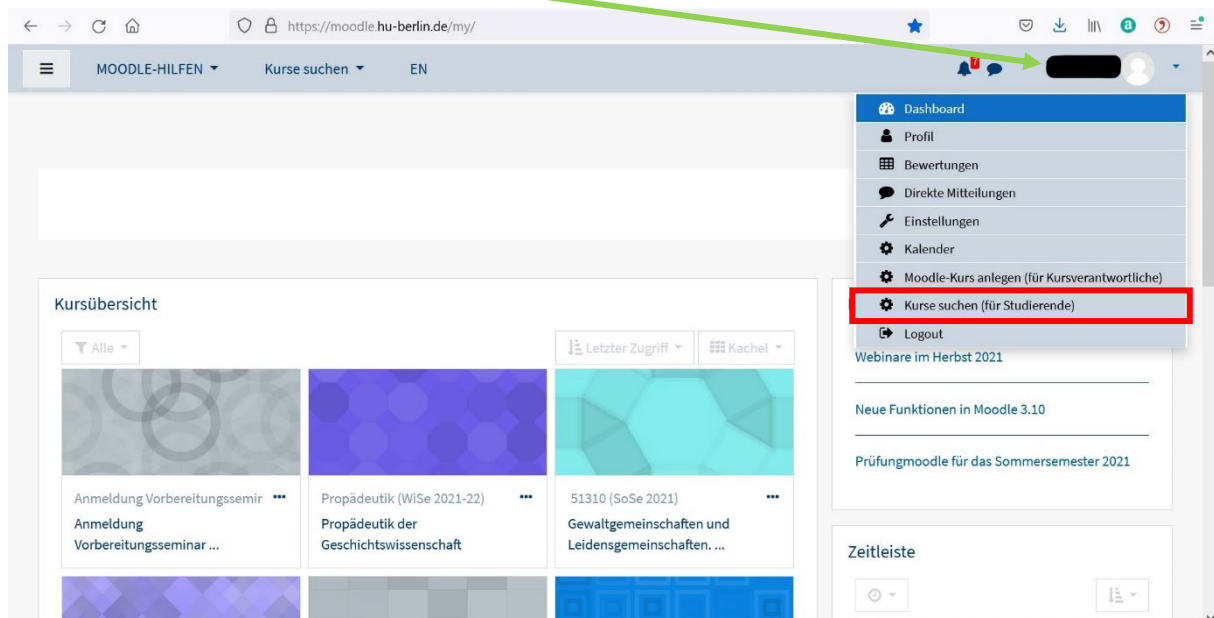 https://moodle.hu-berlin.de/my/
MOODLE-HILFEN Kurse suchen EN 7
Dashboard
Profil
Bewertungen
Direkte Mitteilungen
Einstellungen
Kalender
Moodle-Kurs anlegen (für Kursverantwortliche)
Kurse suchen (für Studierende)
Logout
Kursübersicht
Alle Letzter Zugriff Kachel
Anmeldung Vorbereitungssemir
Anmeldung
Vorbereitungsseminar ...
Propädeutik (WiSe 2021-22)
Propädeutik der
Geschichtswissenschaft
51310 (SoSe 2021)
Gewaltgemeinschaften und
Leidensgemeinschaften. ...
Webinare im Herbst 2021
Neue Funktionen in Moodle 3.10
Prüfungmoodle für das Sommersemester 2021
Zeitleiste